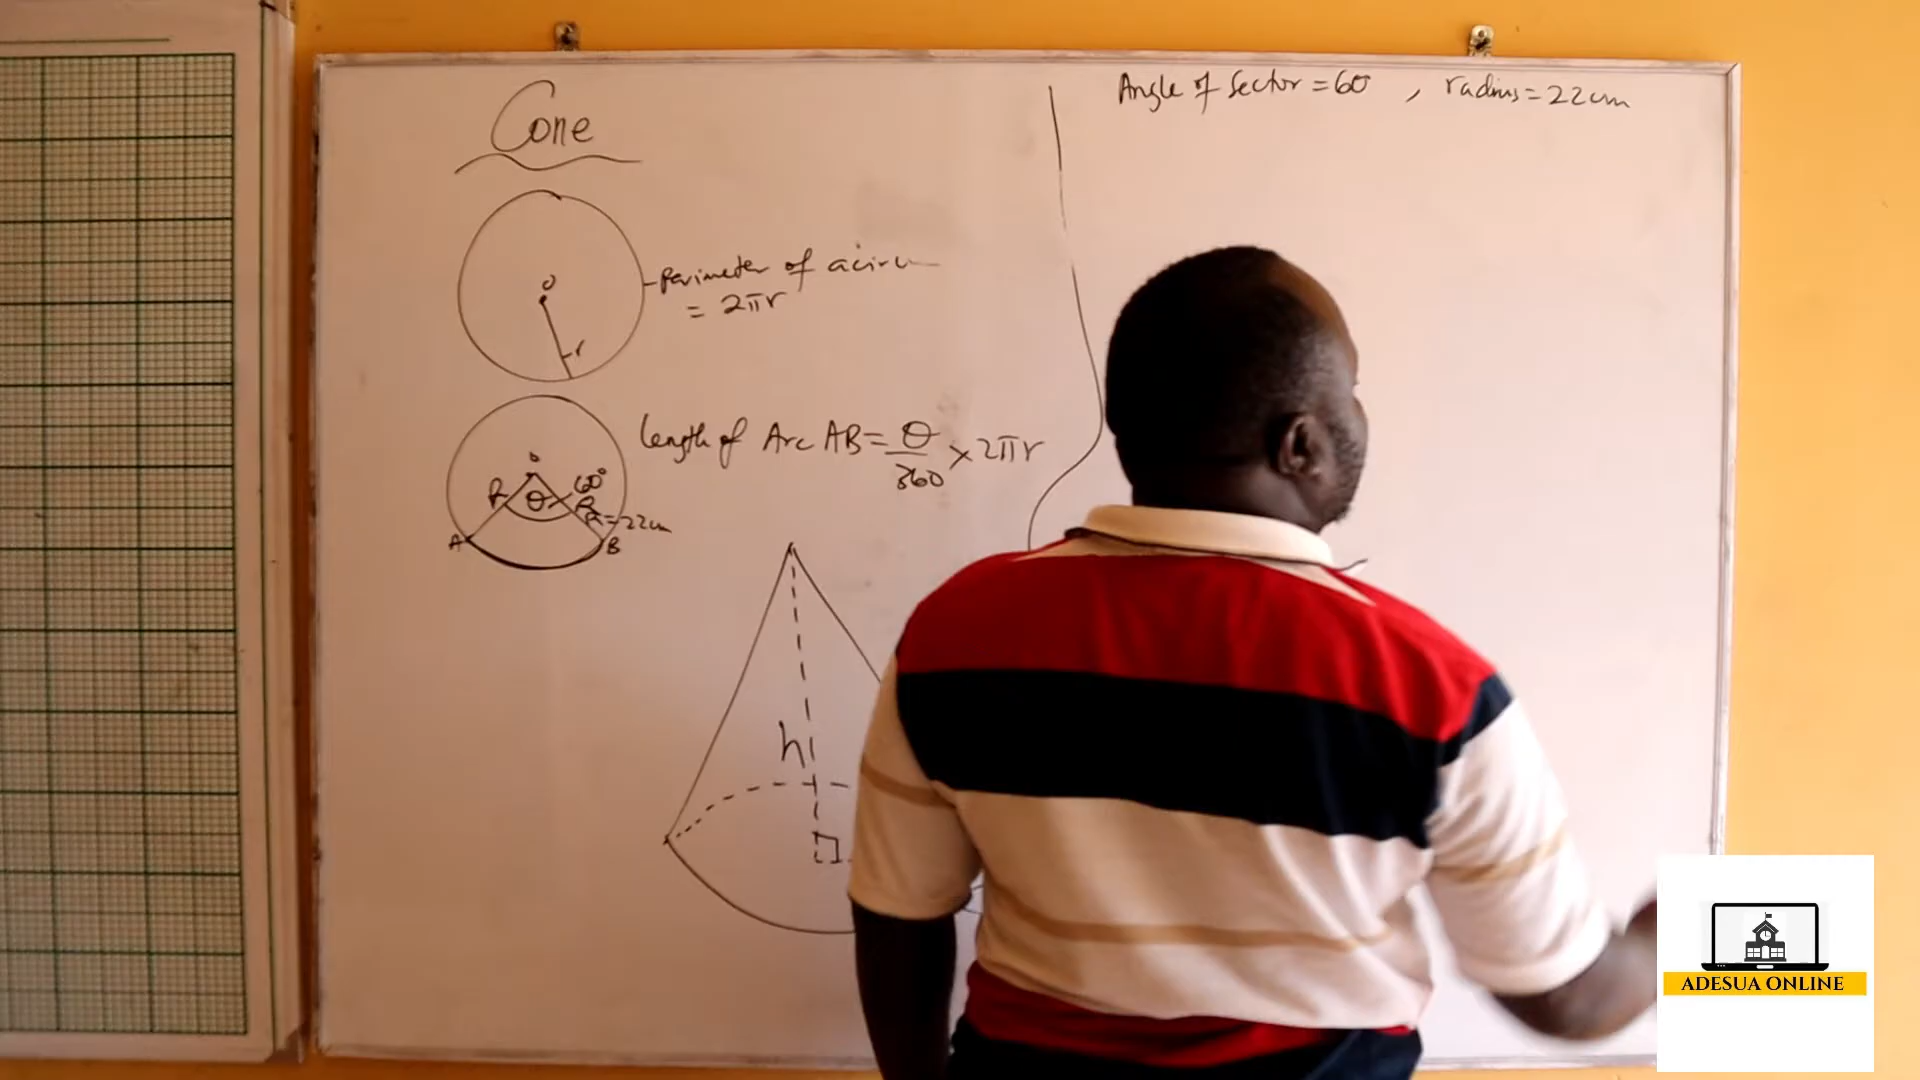 Cone
O
r
Perimeter of a
= 2πr
Length of Arc AB = θ/360 × 2πr
O
R θ 60°
R
R = 22cm
A B
h
Angle of Sector = 60 , radius = 22cm
ADESUA ONLINE